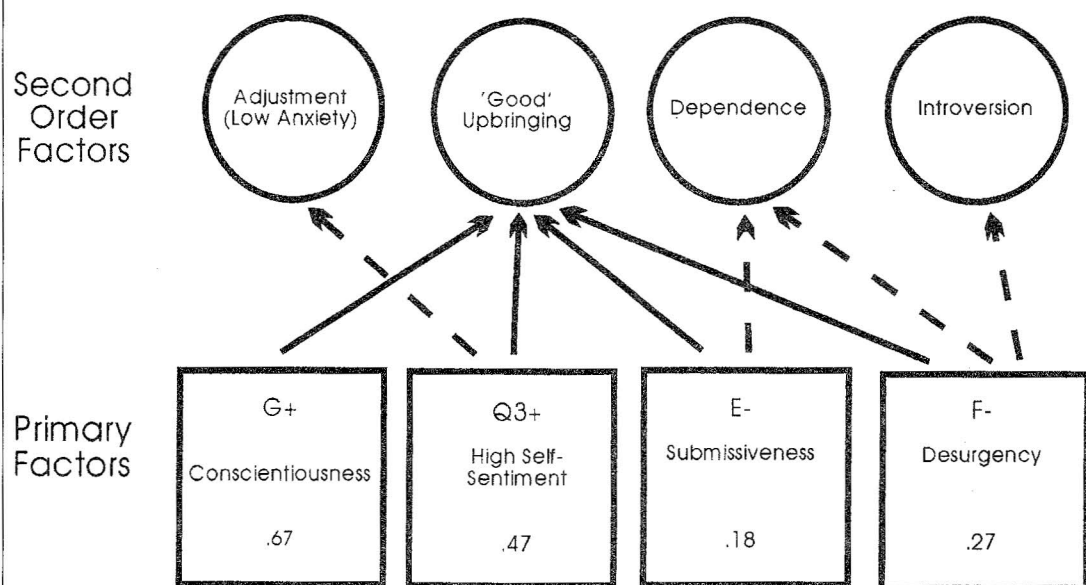 Second
Order
Factors
Adjustment
(Low Anxiety)
'Good'
Upbringing
Dependence
Introversion
Primary
Factors
G+
Conscientiousness
.67
Q3+
High Self-
Sentiment
.47
E-
Submissiveness
.18
F-
Desurgency
.27